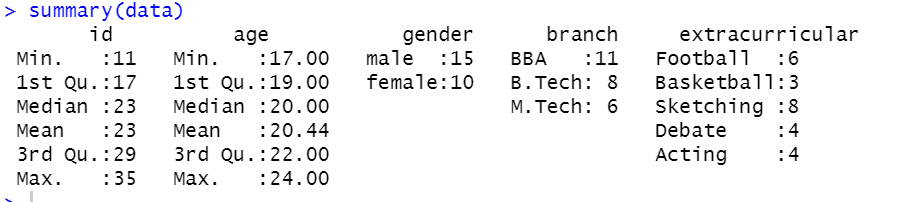 > summary(data)
id age gender branch extracurricular
Min. :11 Min. :17.00 male :15 BBA :11 Football :6
1st Qu.:17 1st Qu.:19.00 female:10 B.Tech: 8 Basketball:3
Median :23 Median :20.00 M.Tech: 6 Sketching :8
Mean :23 Mean :20.44 Debate :4
3rd Qu.:29 3rd Qu.:22.00 Acting :4
Max. :35 Max. :24.00
>